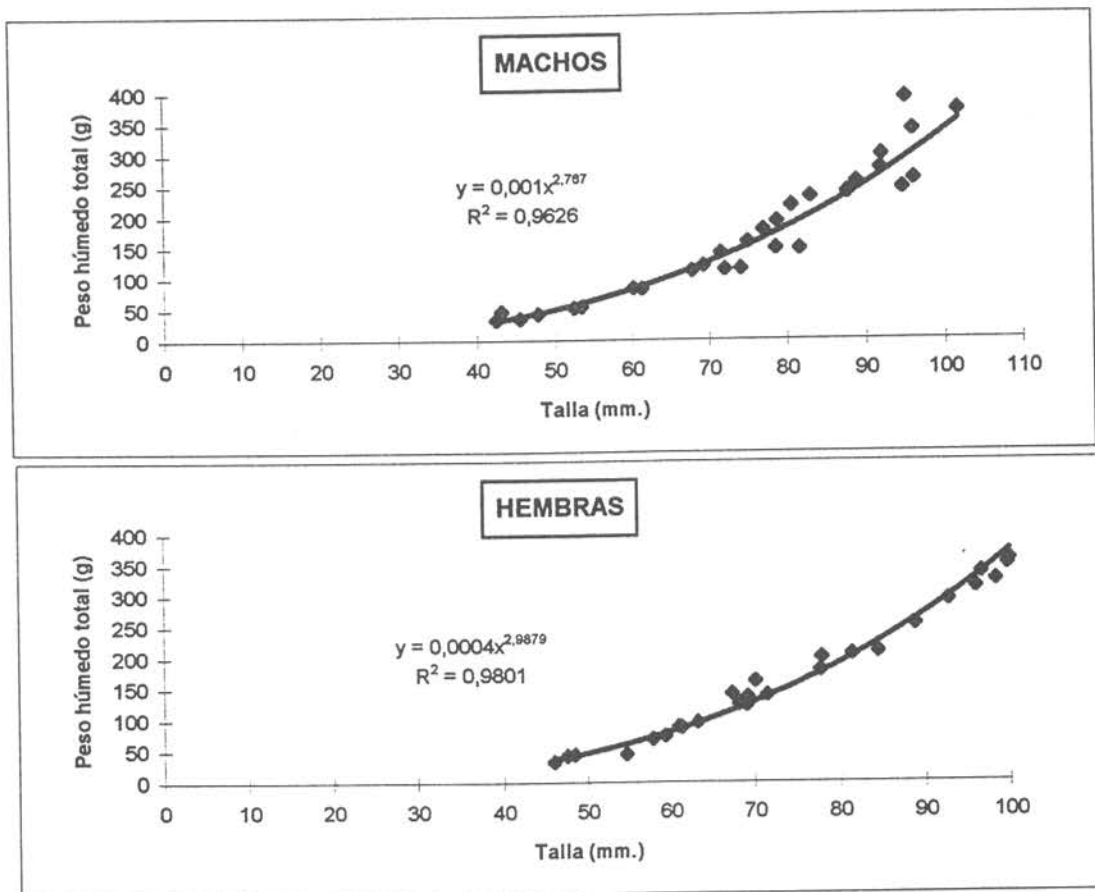 MACHOS
Peso húmedo total (g)
400
350
300
250
200
150
100
50
0
y = 0,001x^2,767
R² = 0,9626
0 10 20 30 40 50 60 70 80 90 100 110
Talla (mm.)
HEMBRAS
Peso húmedo total (g)
400
350
300
250
200
150
100
50
0
y = 0,0004x^2,9879
R² = 0,9801
0 10 20 30 40 50 60 70 80 90 100
Talla (mm.)